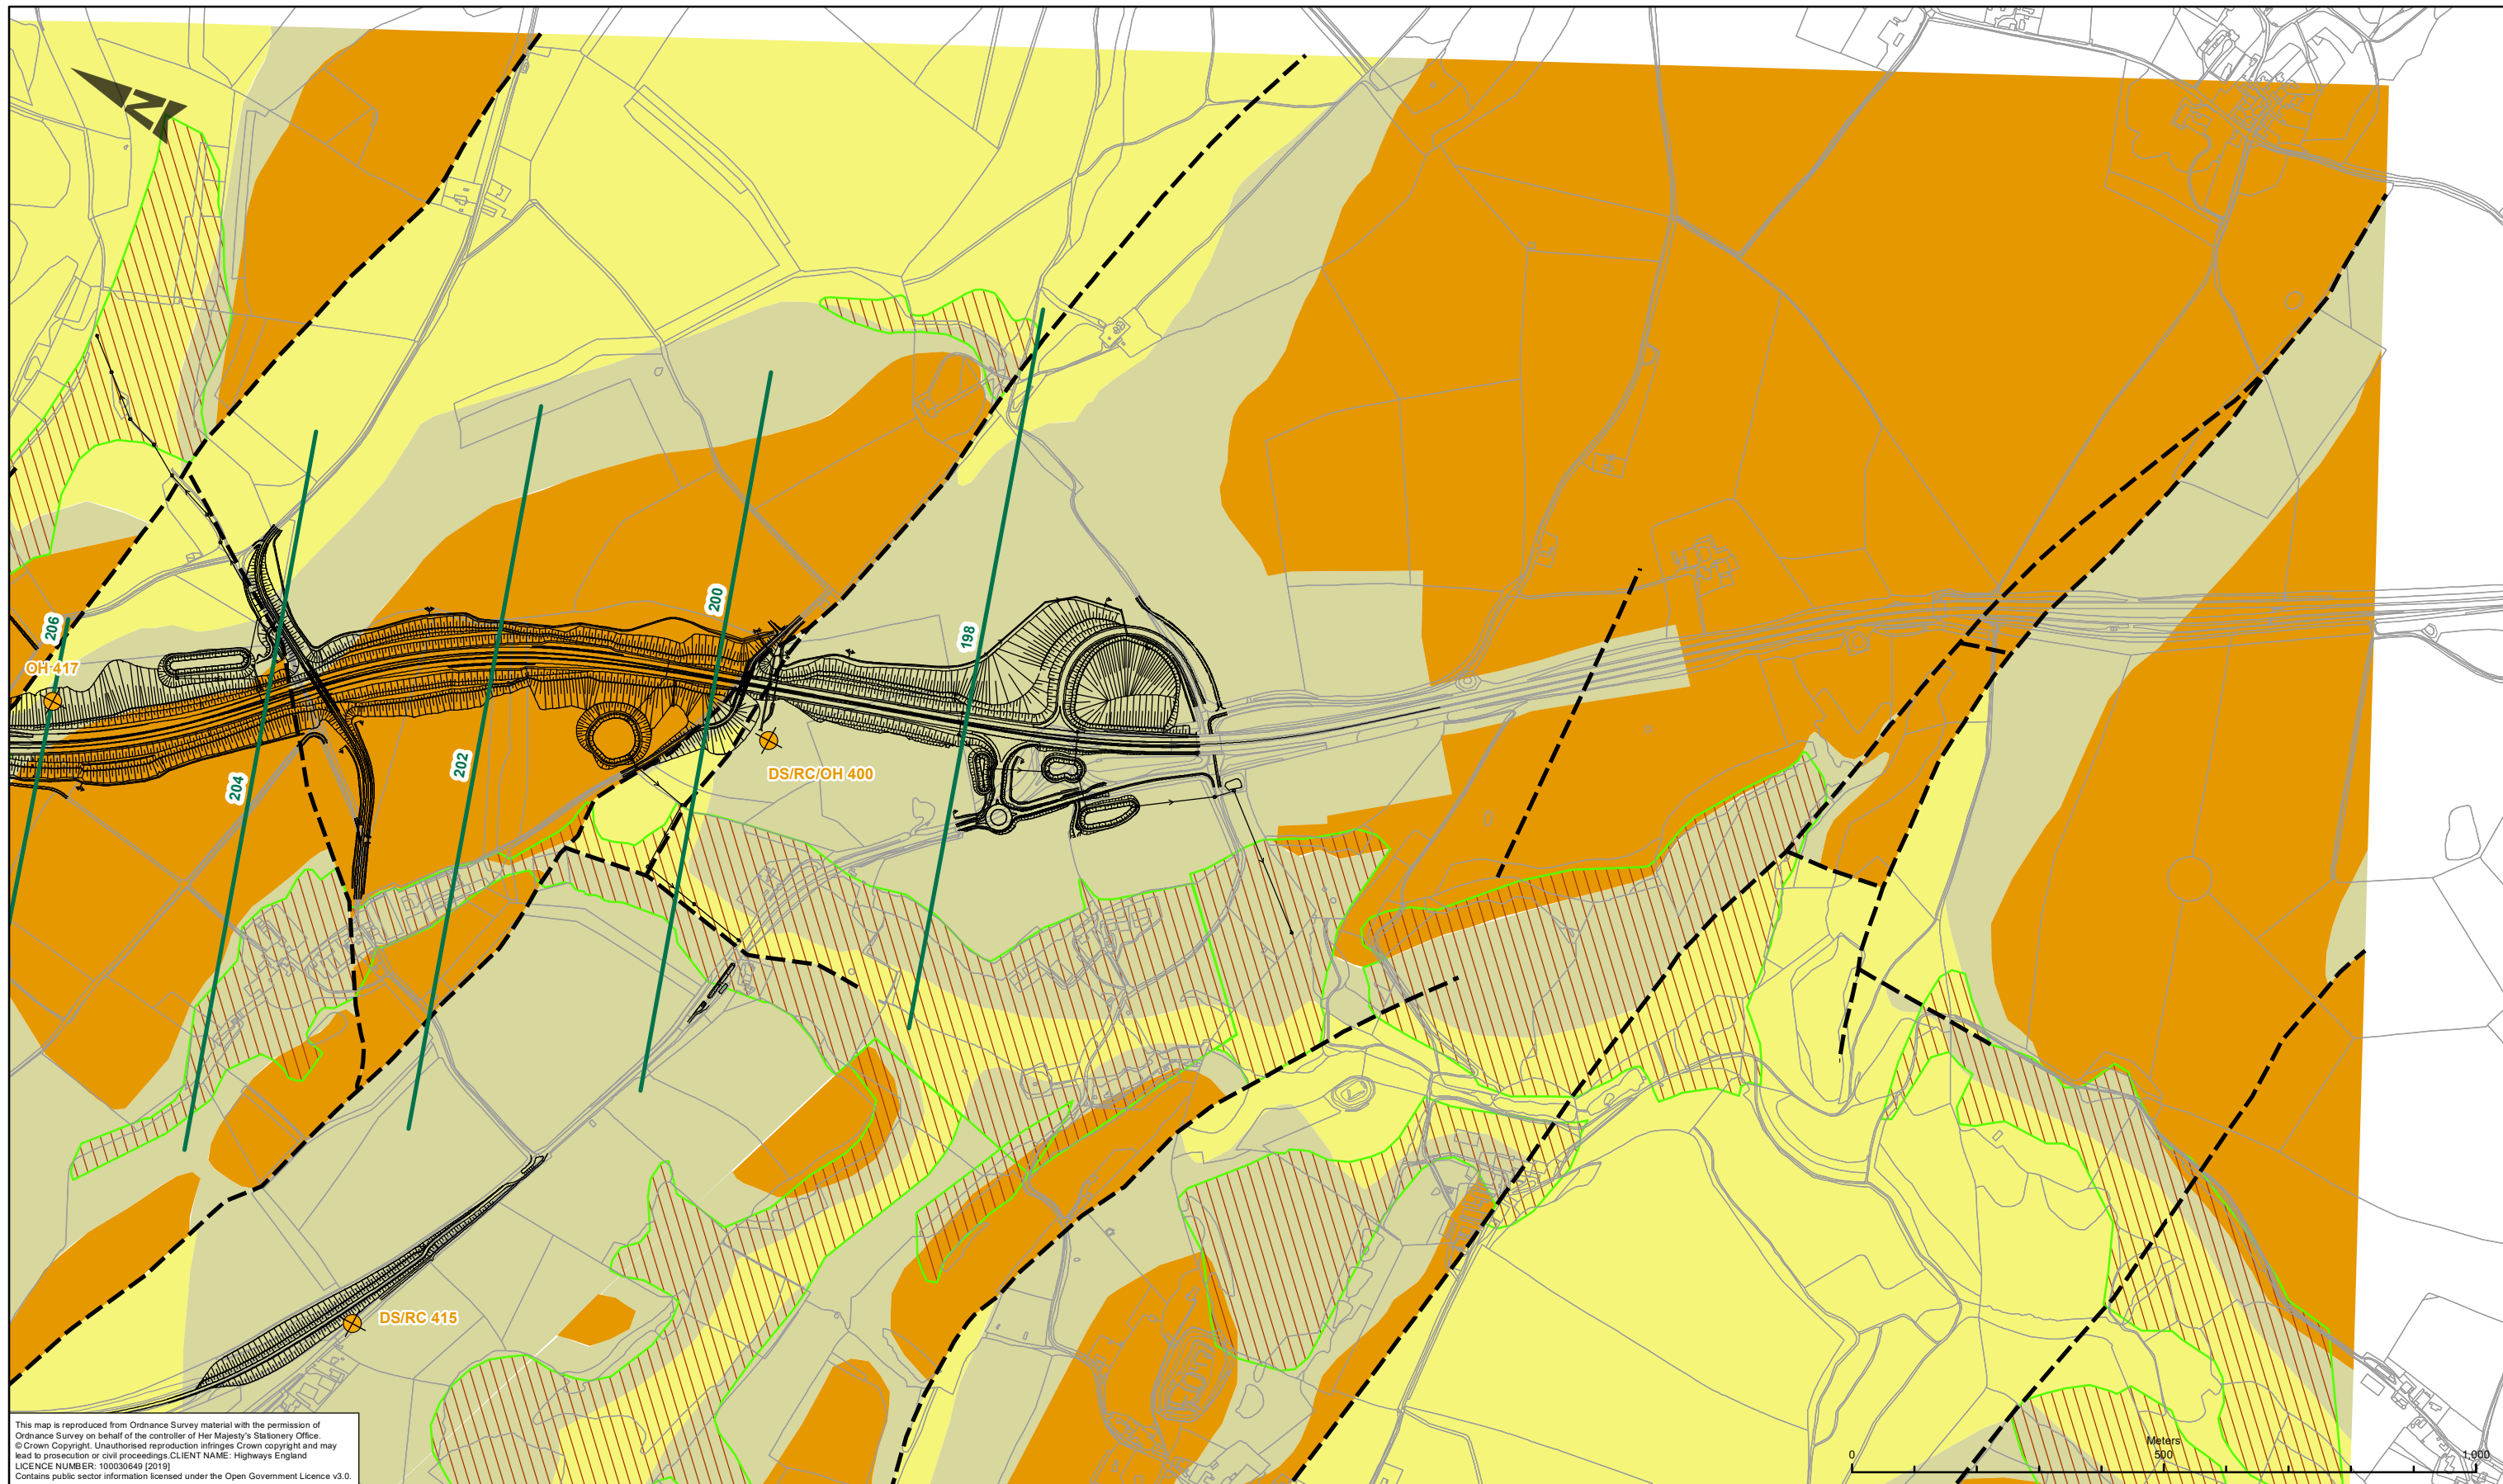 N
206
OH 417
204
202
200
198
DS/RC/OH 400
DS/RC 415
This map is reproduced from Ordnance Survey material with the permission of
Ordnance Survey on behalf of the controller of Her Majesty's Stationery Office.
© Crown Copyright. Unauthorised reproduction infringes Crown copyright and may
lead to prosecution or civil proceedings.CLIENT NAME: Highways England
LICENCE NUMBER: 100030649 [2019]
Contains public sector information licensed under the Open Government Licence v3.0.
Meters
0 500 1,000